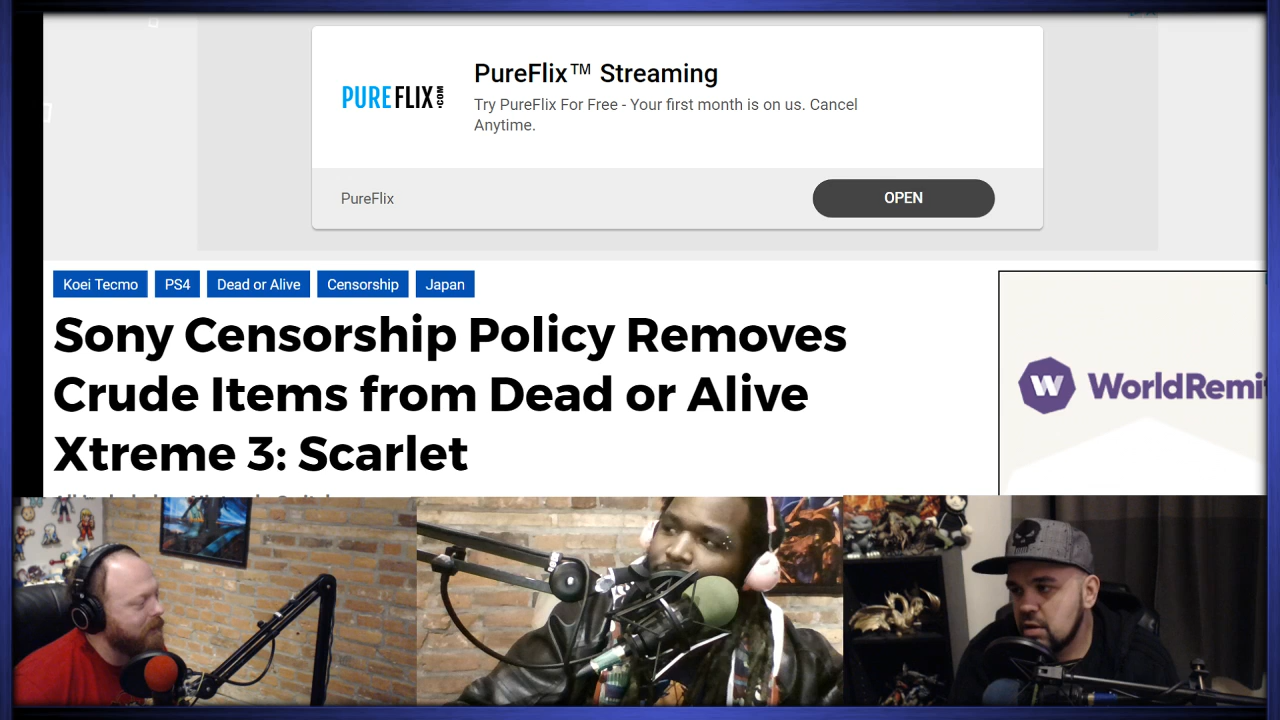 PureFlix™ Streaming
PUREFLIX.COM
Try PureFlix For Free - Your first month is on us. Cancel
Anytime.
PureFlix
OPEN
Koei Tecmo
PS4
Dead or Alive
Censorship
Japan
Sony Censorship Policy Removes
Crude Items from Dead or Alive
Xtreme 3: Scarlet
W WorldRemi